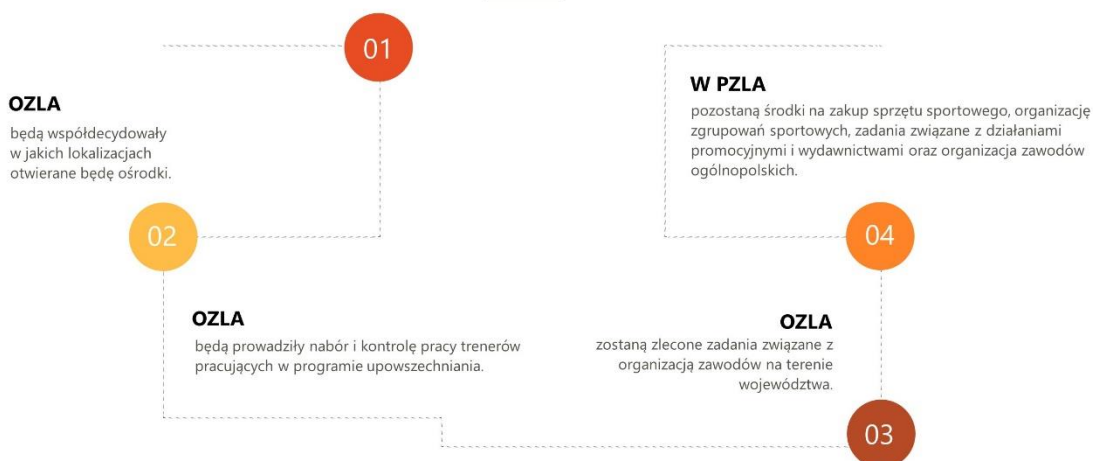 01
OZLA
będą współdecydowały
w jakich lokalizacjach
otwierane będę ośrodki.
02
OZLA
będą prowadziły nabór i kontrolę pracy trenerów
pracujących w programie upowszechniania.
OZLA
zostaną zlecone zadania związane z
organizacją zawodów na terenie
województwa.
03
W PZLA
pozostaną środki na zakup sprzętu sportowego, organizację
zgrupowań sportowych, zadania związane z działaniami
promocyjnymi i wydawnictwami oraz organizacja zawodów
ogólnopolskich.
04